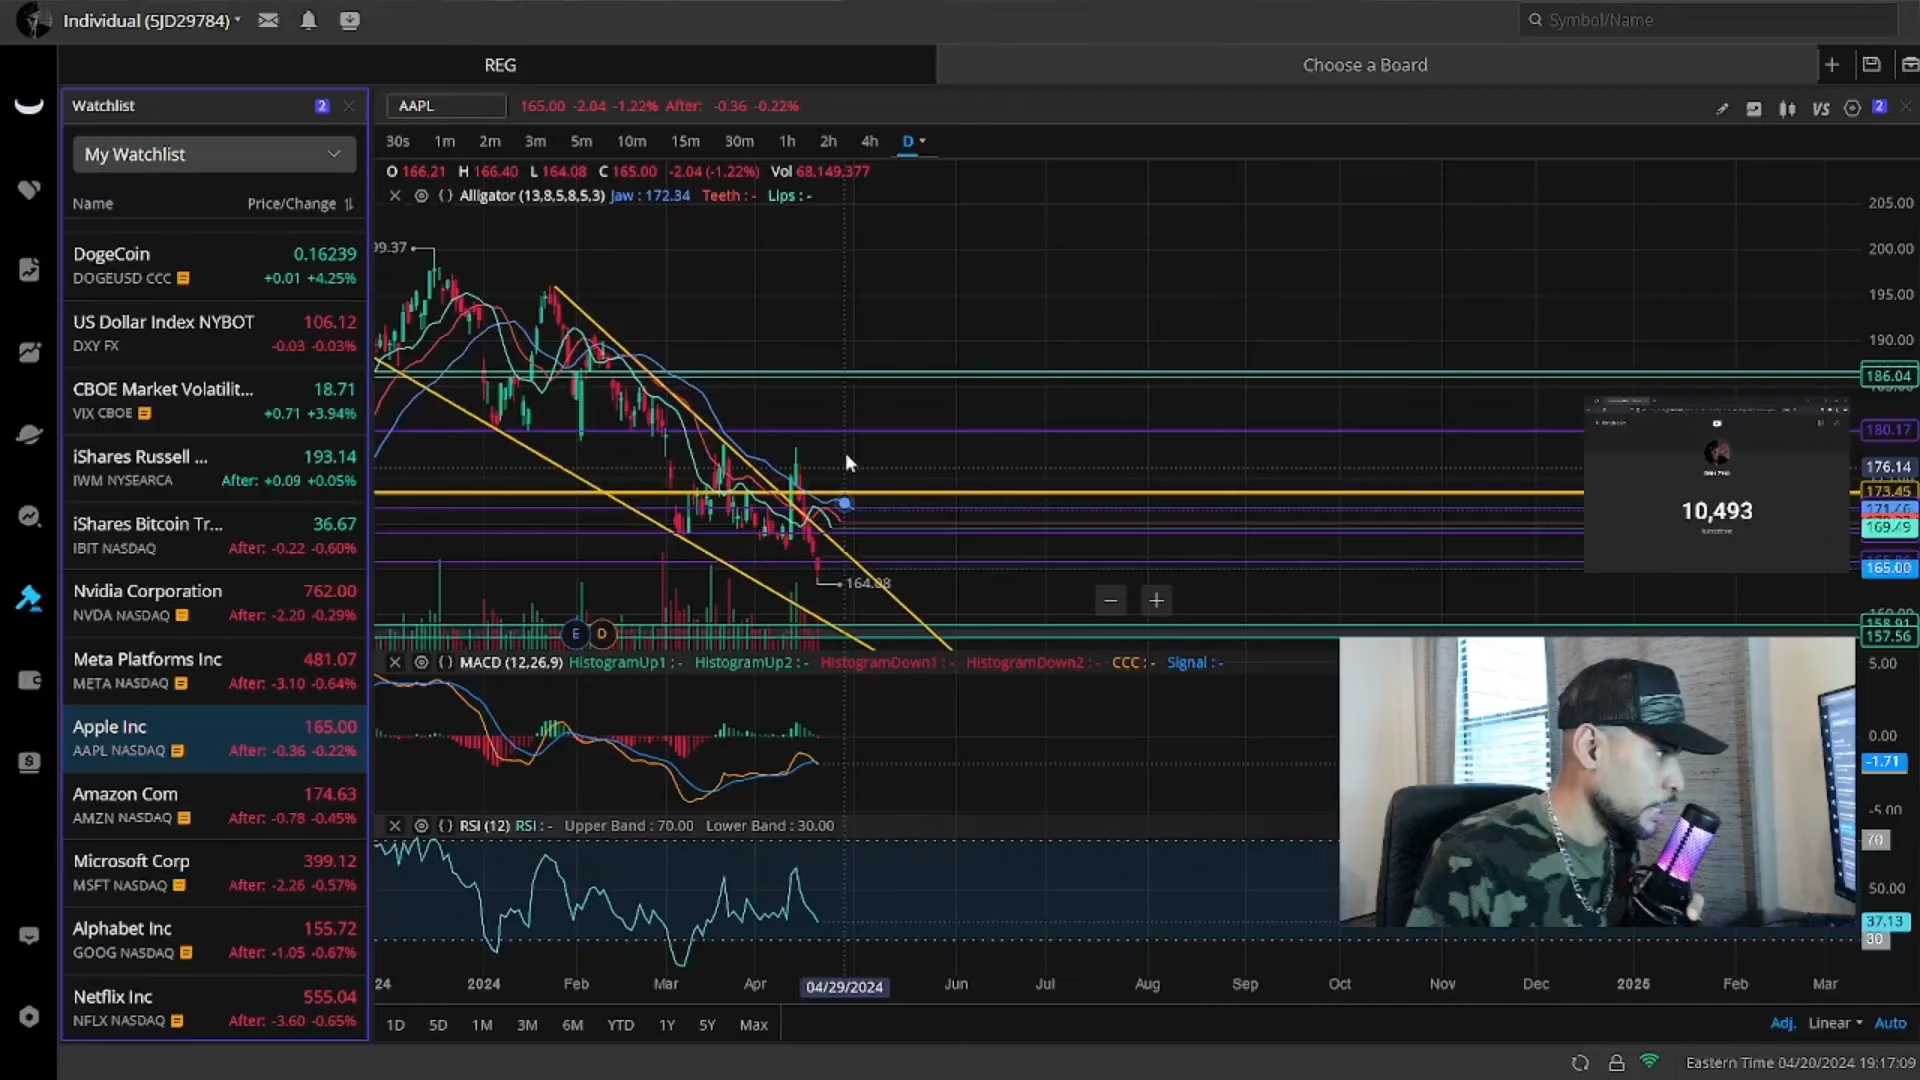 Individual (5JD29784)
Symbol/Name
REG
Choose a Board
Watchlist
2
My Watchlist
Name
Price/Change
DogeCoin
0.16239
DOGEUSD CCC
+0.01 +4.25%
US Dollar Index NYBOT
106.12
DXY FX
-0.03 -0.03%
CBOE Market Volatilit...
18.71
VIX CBOE
+0.71 +3.94%
iShares Russell ...
193.14
IWM NYSEARCA
After: +0.09 +0.05%
iShares Bitcoin Tr...
36.67
IBIT NASDAQ
After: -0.22 -0.60%
Nvidia Corporation
762.00
NVDA NASDAQ
After: -2.20 -0.29%
Meta Platforms Inc
481.07
META NASDAQ
After: -3.10 -0.64%
Apple Inc
165.00
AAPL NASDAQ
After: -0.36 -0.22%
Amazon Com
174.63
AMZN NASDAQ
After: -0.78 -0.45%
Microsoft Corp
399.12
MSFT NASDAQ
After: -2.26 -0.57%
Alphabet Inc
155.72
GOOG NASDAQ
After: -1.05 -0.67%
Netflix Inc
555.04
NFLX NASDAQ
After: -3.60 -0.65%
AAPL
165.00 -2.04 -1.22% After: -0.36 -0.22%
VS
2
30s 1m 2m 3m 5m 10m 15m 30m 1h 2h 4h D
O 166.21 H 166.40 L 164.08 C 165.00 -2.04 (-1.22%) Vol 68,149,377
Alligator (13,8,5,8,5,3) Jaw : 172.34 Teeth : - Lips : -
99.37
164.08
E D
205.00
200.00
195.00
190.00
186.04
180.17
176.14
173.45
169.49
165.00
158.91
157.56
10,493
MACD (12,26,9) HistogramUp1 : - HistogramUp2 : - HistogramDown1 : - HistogramDown2 : - CCC : - Signal : -
5.00
0.00
-1.71
-5.00
RSI (12) RSI : - Upper Band : 70.00 Lower Band : 30.00
70
50.00
37.13
30
24 2024 Feb Mar Apr 04/29/2024 Jun Jul Aug Sep Oct Nov Dec 2025 Feb Mar
1D 5D 1M 3M 6M YTD 1Y 5Y Max
Adj. Linear Auto
Eastern Time 04/20/2024 19:17:09